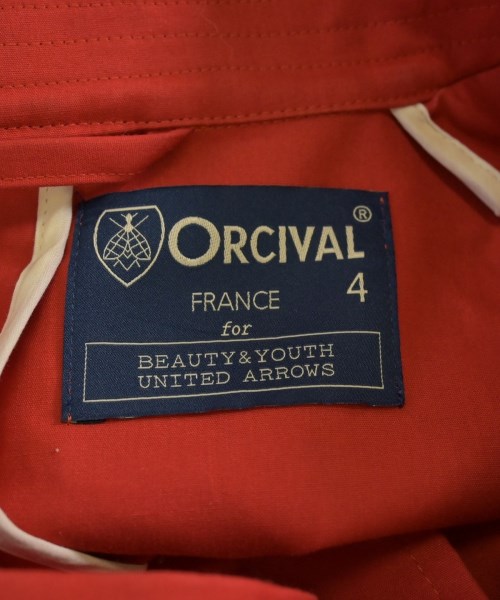 ORCIVAL®
4
FRANCE
for
BEAUTY&YOUTH
UNITED ARROWS